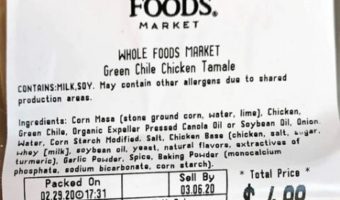 FOODS®
MARKET
WHOLE FOODS MARKET
Green Chile Chicken Tamale
CONTAINS:MILK,SOY. May contain other allergens due to shared
production areas.
Ingredients: Corn Masa (stone ground corn, water, lime), Chicken,
Green Chile, Organic Expeller Pressed Canola Oil or Soybean Oil, Onion,
Water, Corn Starch Modified, Salt, Chicken Base (chicken, salt, sugar,
whey [milk], soybean oil, yeast, natural flavors, extractives of
turmeric), Garlic Powder, Spice, Baking Powder (monocalcium
phosphate, sodium bicarbonate, corn starch).
Packed On
Sell By
* Total Price *
02.29.20 17:31
03.06.20
$